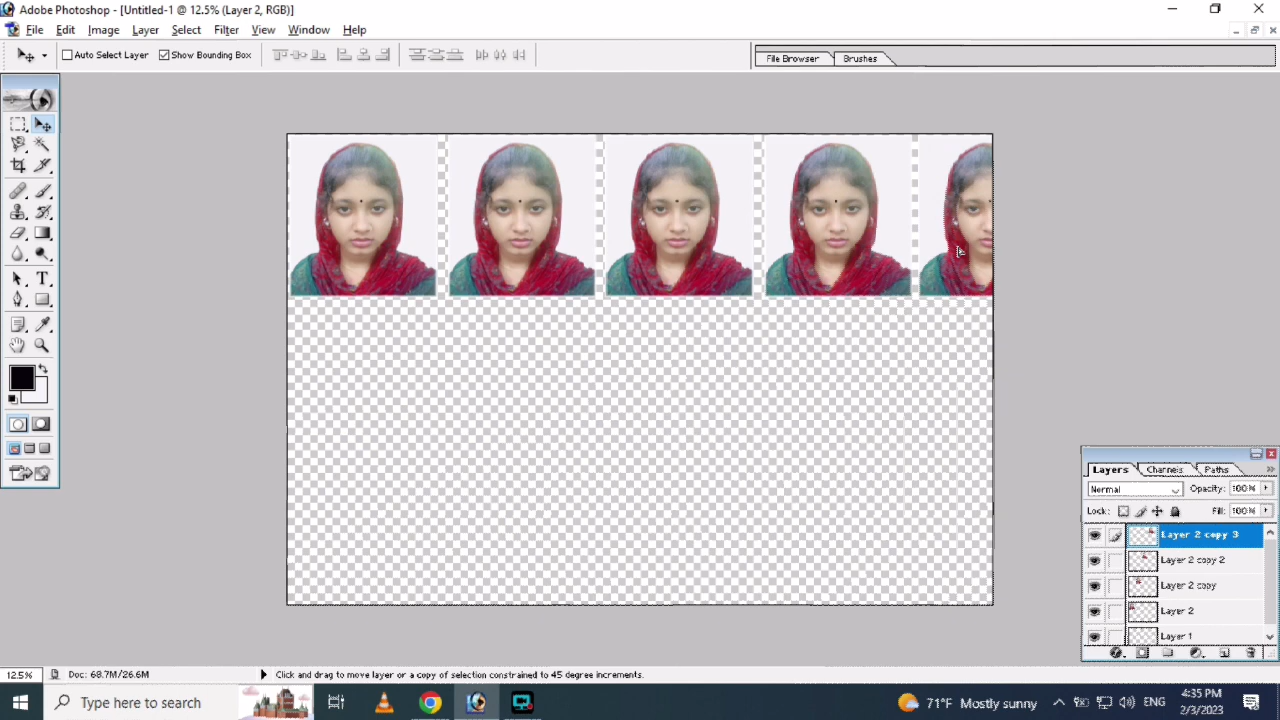 Adobe Photoshop - [Untitled-1 @ 12.5% (Layer 2, RGB)]
File Edit Image Layer Select Filter View Window Help
Auto Select Layer Show Bounding Box File Browser Brushes
Layers Channels Paths
Normal Opacity: 100%
Lock: Fill: 100%
Layer 2 copy 3
Layer 2 copy 2
Layer 2 copy
Layer 2
Layer 1
12.5% Doc: 68.7M/26.6M Click and drag to move layer or a copy of selection constrained to 45 degree increments.
Type here to search 71°F Mostly sunny ENG 4:35 PM
2/3/2023